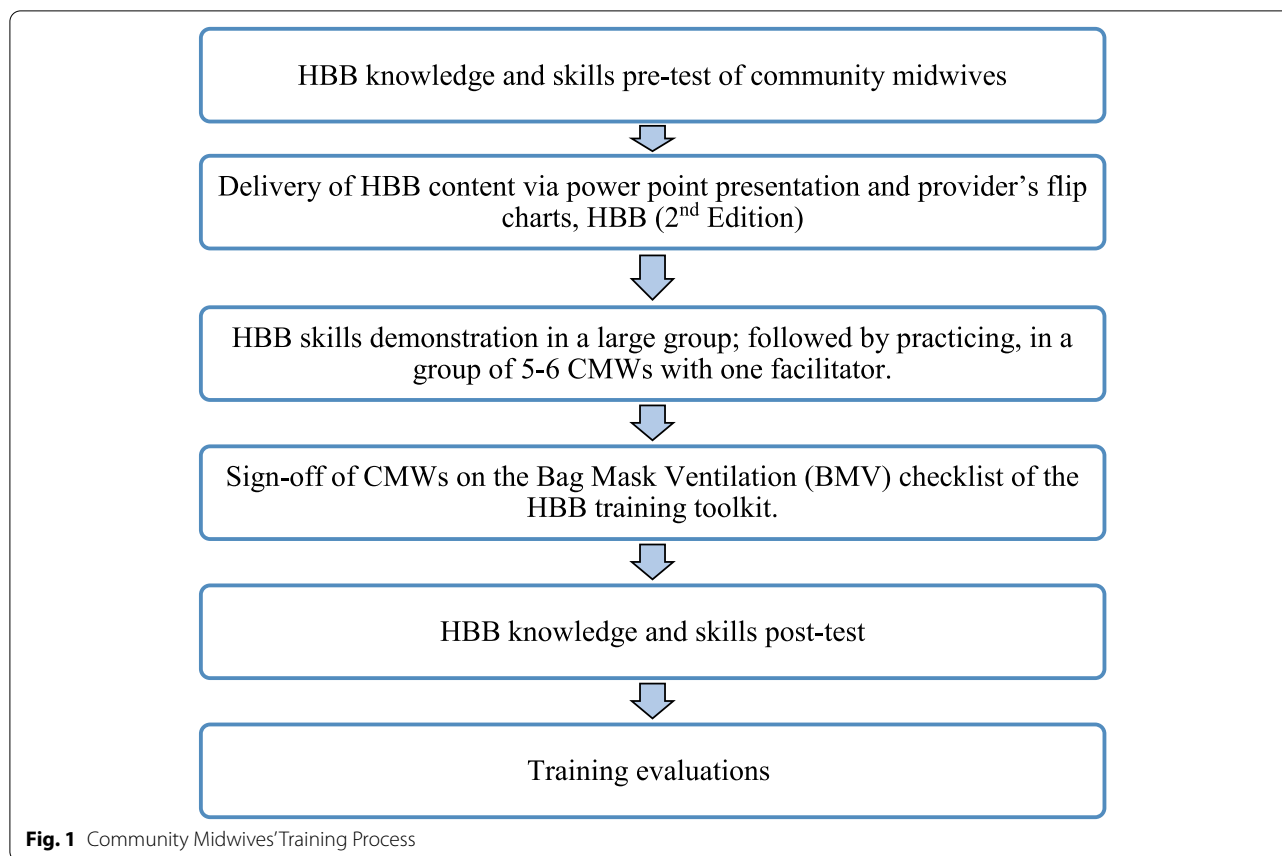 HBB knowledge and skills pre-test of community midwives
Delivery of HBB content via power point presentation and provider's flip
charts, HBB (2nd Edition)
HBB skills demonstration in a large group; followed by practicing, in a
group of 5-6 CMWs with one facilitator.
Sign-off of CMWs on the Bag Mask Ventilation (BMV) checklist of the
HBB training toolkit.
HBB knowledge and skills post-test
Training evaluations
Fig. 1 Community Midwives' Training Process